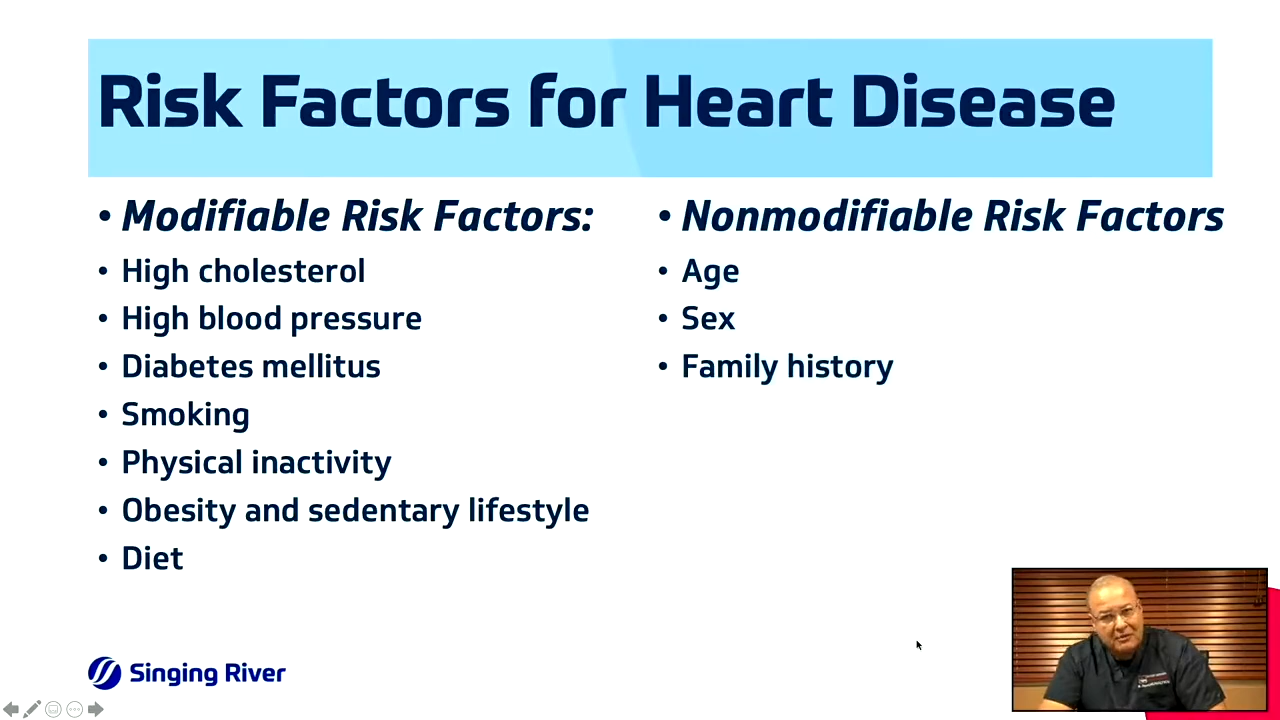 Risk Factors for Heart Disease
• Modifiable Risk Factors:
• High cholesterol
• High blood pressure
• Diabetes mellitus
• Smoking
• Physical inactivity
• Obesity and sedentary lifestyle
• Diet
• Nonmodifiable Risk Factors
• Age
• Sex
• Family history
Singing River